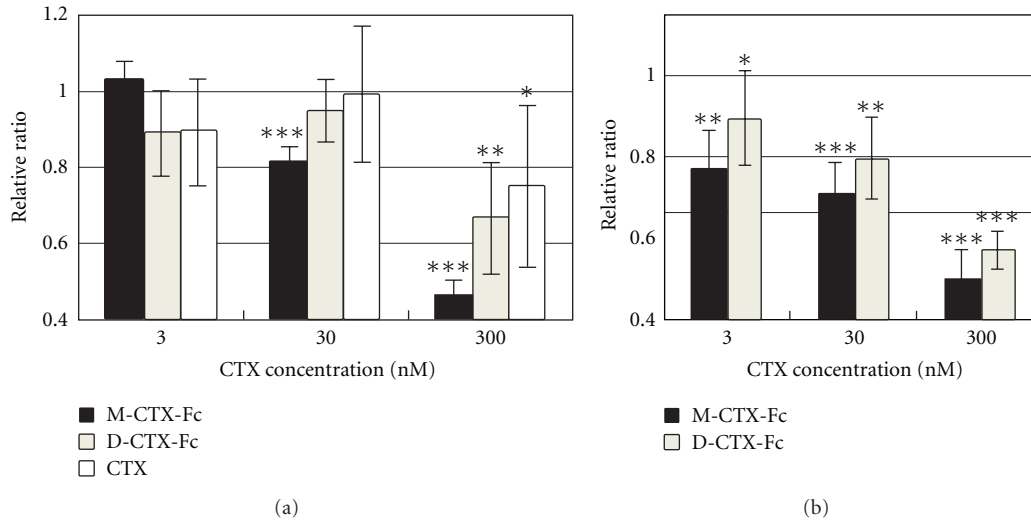 1.2
1
0.8
0.6
0.4
Relative ratio
***
***
**
*
3
30
300
CTX concentration (nM)
M-CTX-Fc
D-CTX-Fc
CTX
(a)
1
0.8
0.6
0.4
Relative ratio
**
*
***
**
***
***
3
30
300
CTX concentration (nM)
M-CTX-Fc
D-CTX-Fc
(b)